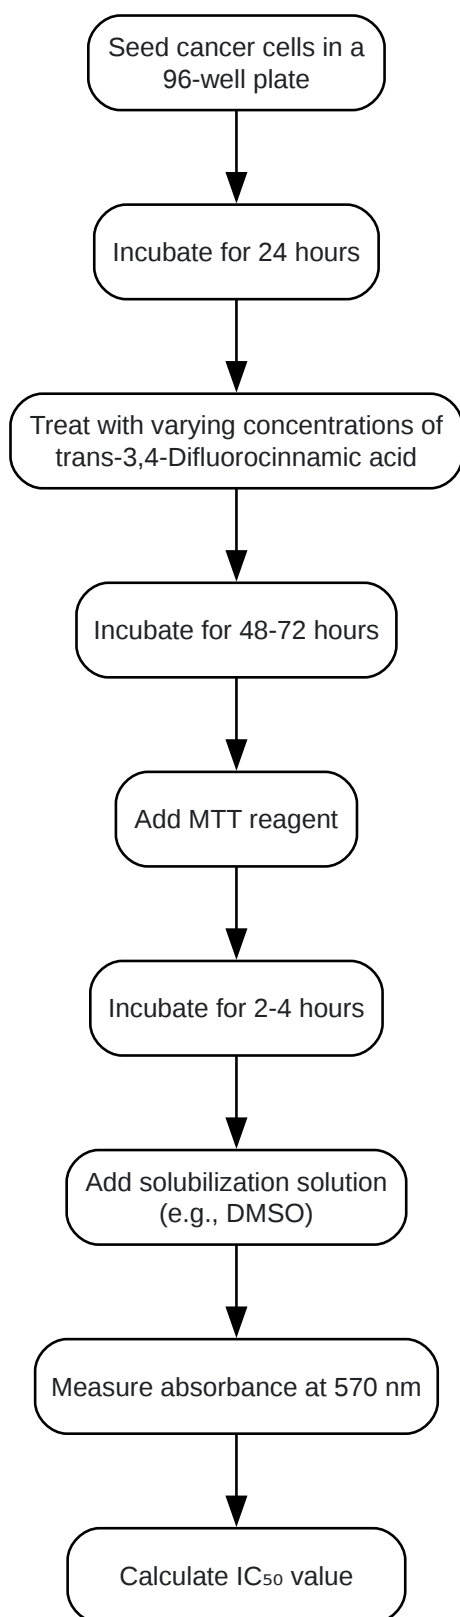 Seed cancer cells in a
96-well plate
Incubate for 24 hours
Treat with varying concentrations of
trans-3,4-Difluorocinnamic acid
Incubate for 48-72 hours
Add MTT reagent
Incubate for 2-4 hours
Add solubilization solution
(e.g., DMSO)
Measure absorbance at 570 nm
Calculate IC₅₀ value